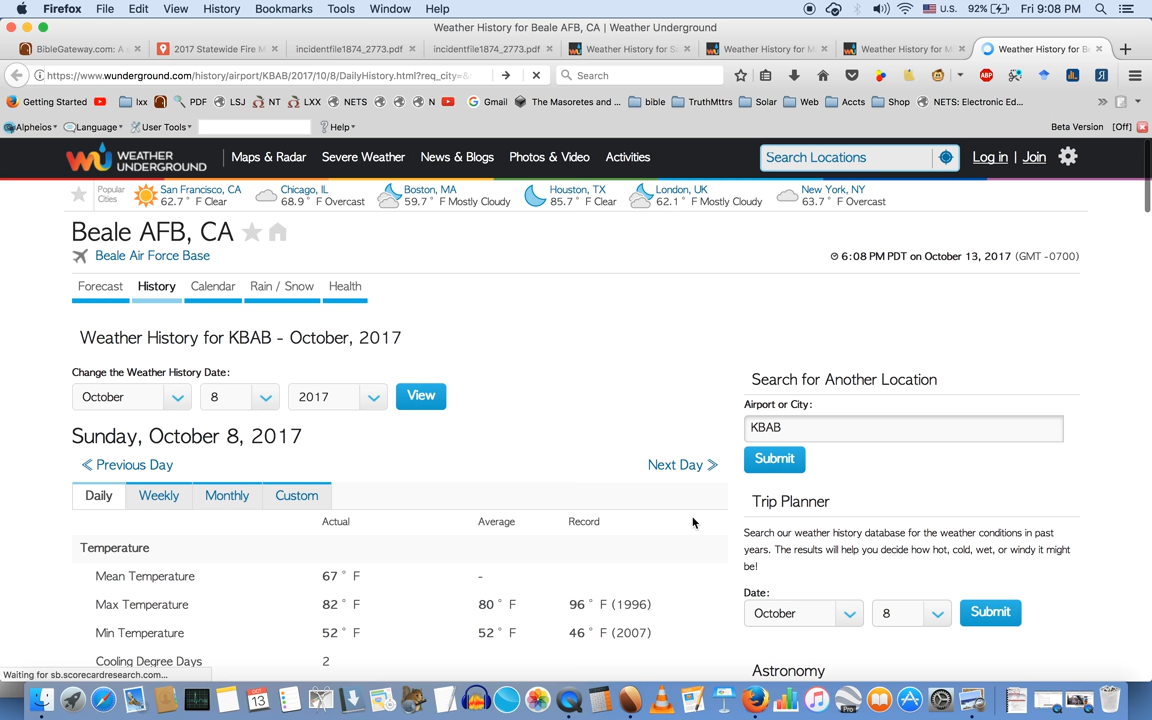 Firefox File Edit View History Bookmarks Tools Window Help U.S. 92% Fri 9:08 PM
Weather History for Beale AFB, CA | Weather Underground
BibleGateway.com: A s × 2017 Statewide Fire M × incidentfile1874_2773.pdf × incidentfile1874_2773.pdf × Weather History for S × Weather History for M × Weather History for M × Weather History for B ×
https://www.wunderground.com/history/airport/KBAB/2017/10/8/DailyHistory.html?req_city=& Search
Getting Started lxx PDF LSJ NT LXX NETS N Gmail The Masoretes and ... bible TruthMttrs Solar Web Accts Shop NETS: Electronic Ed...
Alpheios Language User Tools Help Beta Version [Off]
WEATHER UNDERGROUND Maps & Radar Severe Weather News & Blogs Photos & Video Activities Search Locations Log in | Join
Popular Cities San Francisco, CA 62.7° F Clear Chicago, IL 68.9° F Overcast Boston, MA 59.7° F Mostly Cloudy Houston, TX 85.7° F Clear London, UK 62.1° F Mostly Cloudy New York, NY 63.7° F Overcast
Beale AFB, CA
Beale Air Force Base 6:08 PM PDT on October 13, 2017 (GMT -0700)
Forecast History Calendar Rain / Snow Health
Weather History for KBAB - October, 2017
Change the Weather History Date:
October 8 2017 View
Sunday, October 8, 2017
« Previous Day Next Day »
Daily Weekly Monthly Custom
Actual Average Record
Temperature
Mean Temperature 67 ° F -
Max Temperature 82 ° F 80 ° F 96 ° F (1996)
Min Temperature 52 ° F 52 ° F 46 ° F (2007)
Cooling Degree Days 2
Search for Another Location
Airport or City:
KBAB
Submit
Trip Planner
Search our weather history database for the weather conditions in past
years. The results will help you decide how hot, cold, wet, or windy it might
be!
Date:
October 8 Submit
Astronomy
Waiting for sb.scorecardresearch.com...